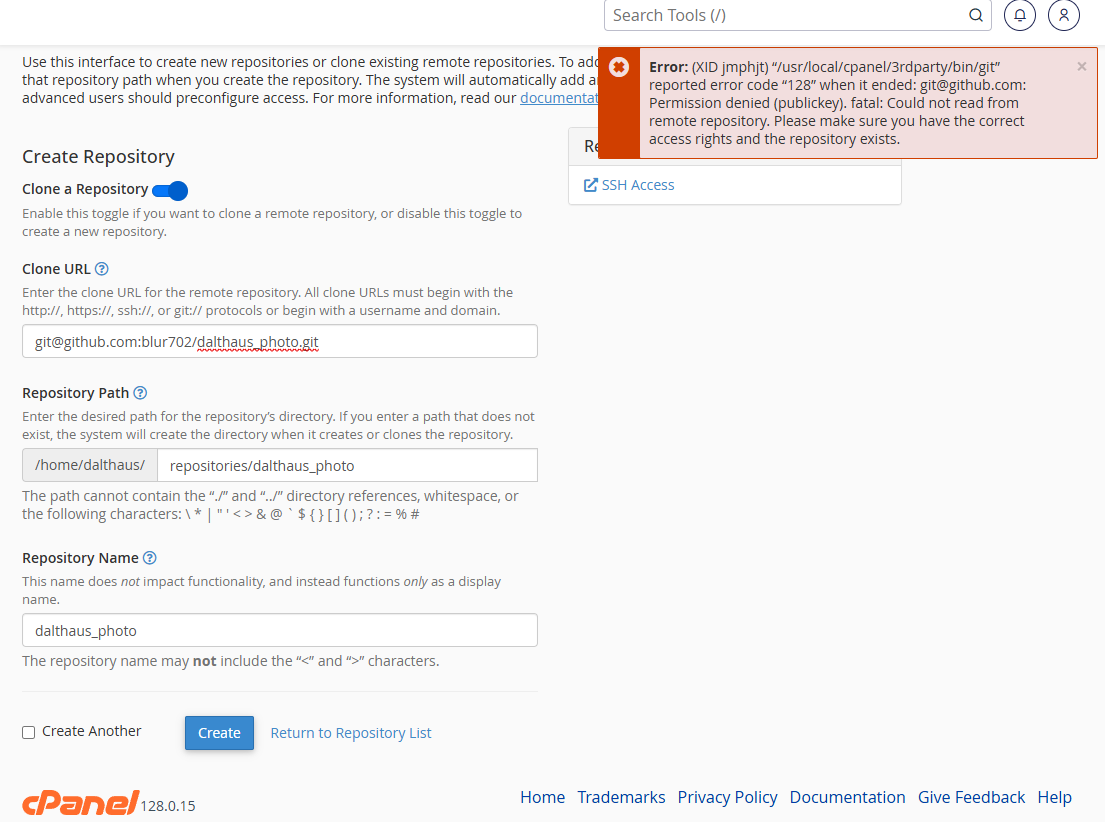 Search Tools (/)
Use this interface to create new repositories or clone existing remote repositories. To add
that repository path when you create the repository. The system will automatically add a
advanced users should preconfigure access. For more information, read our documentat
Error: (XID jmphjt) “/usr/local/cpanel/3rdparty/bin/git”
reported error code “128” when it ended: git@github.com:
Permission denied (publickey). fatal: Could not read from
remote repository. Please make sure you have the correct
access rights and the repository exists.
×
Re
SSH Access
Create Repository
Clone a Repository
Enable this toggle if you want to clone a remote repository, or disable this toggle to
create a new repository.
Clone URL ?
Enter the clone URL for the remote repository. All clone URLs must begin with the
http://, https://, ssh://, or git:// protocols or begin with a username and domain.
git@github.com:blur702/dalthaus_photo.git
Repository Path ?
Enter the desired path for the repository’s directory. If you enter a path that does not
exist, the system will create the directory when it creates or clones the repository.
/home/dalthaus/ repositories/dalthaus_photo
The path cannot contain the “./” and “../” directory references, whitespace, or
the following characters: \ * | " ' < > & @ ` $ { } [ ] ( ) ; ? : = % #
Repository Name ?
This name does not impact functionality, and instead functions only as a display
name.
dalthaus_photo
The repository name may not include the “<” and “>” characters.
Create Another Create Return to Repository List
cPanel 128.0.15
Home Trademarks Privacy Policy Documentation Give Feedback Help